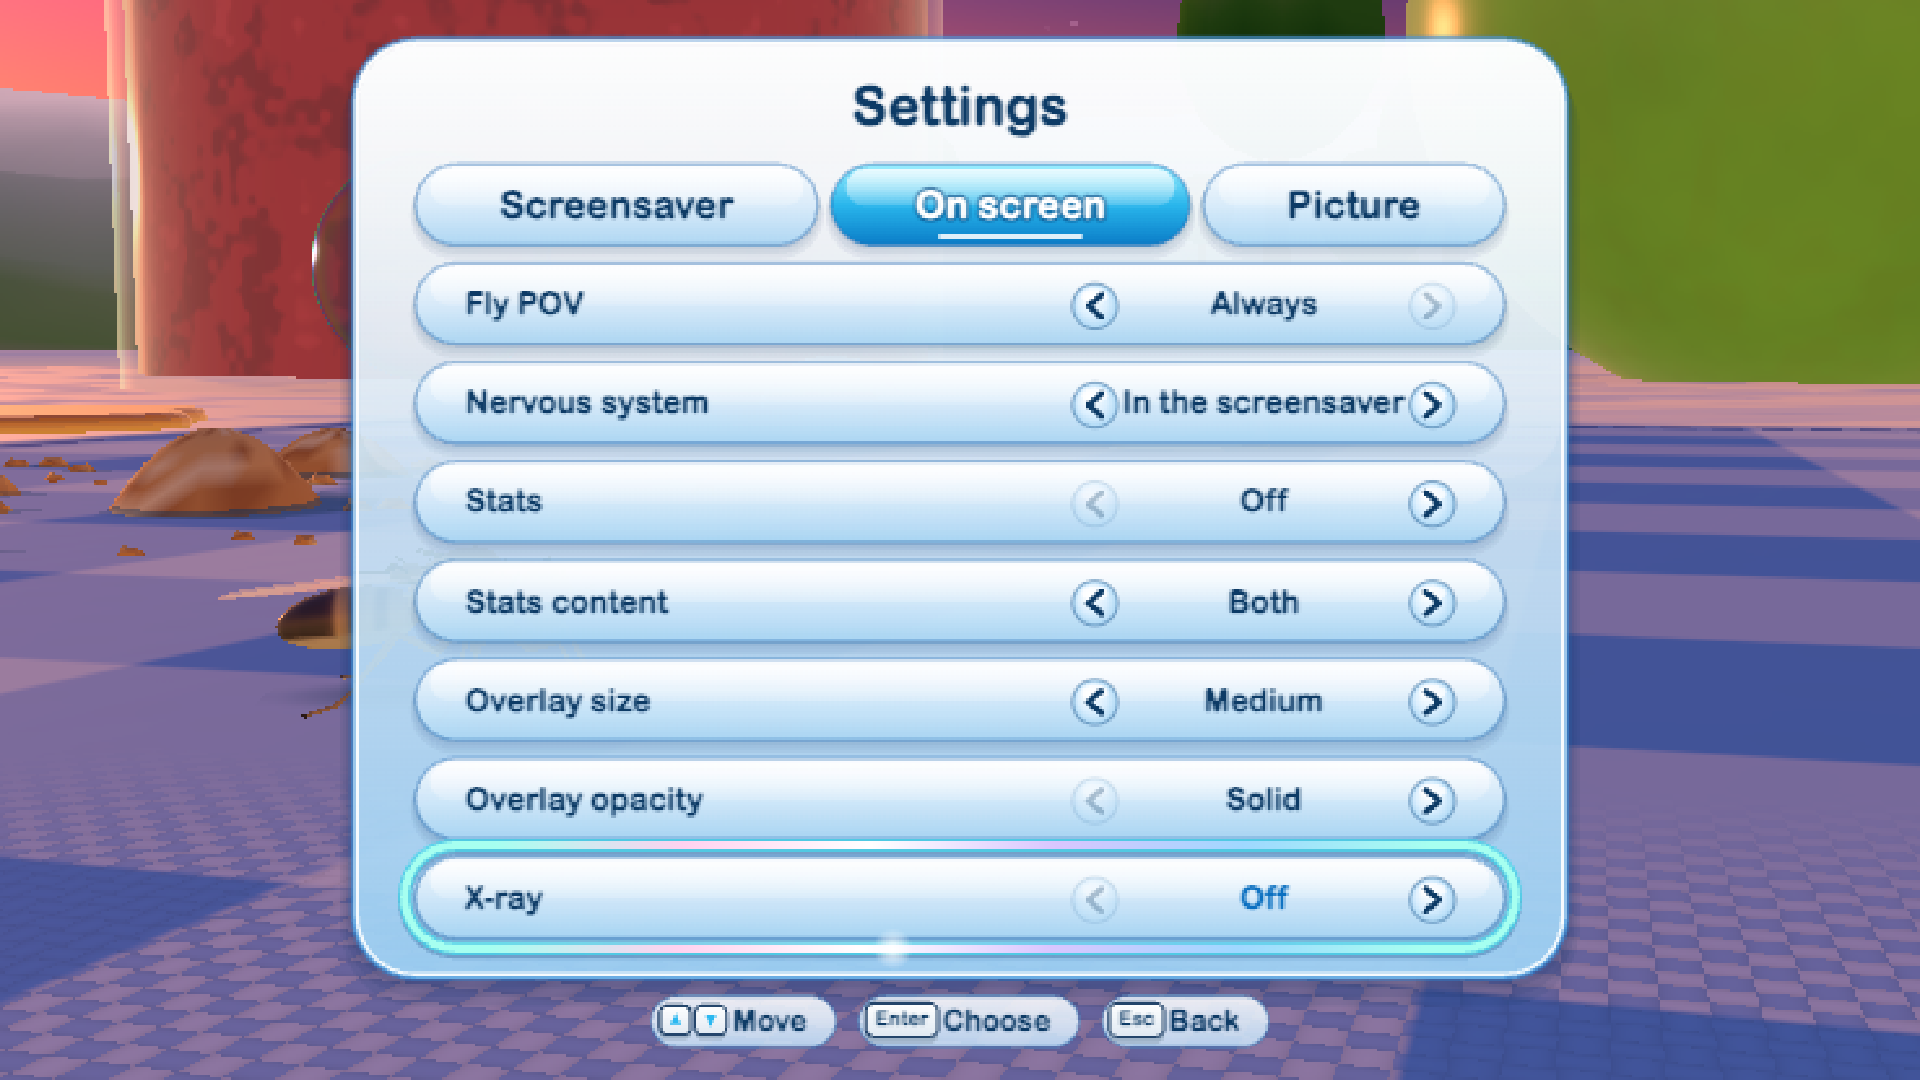 Settings
Screensaver On screen Picture
Fly POV Always
Nervous system In the screensaver
Stats Off
Stats content Both
Overlay size Medium
Overlay opacity Solid
X-ray Off
Move Enter Choose Esc Back